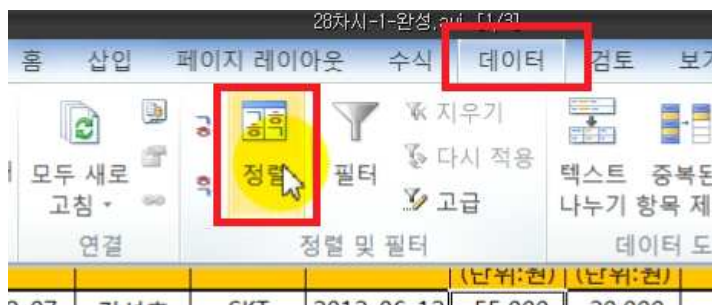 28차시-1-완성.avi [1/3]
홈 삽입 페이지 레이아웃 수식 데이터 검토 보기
모두 새로 고침
정렬 필터
지우기
다시 적용
고급
텍스트 나누기
중복된 항목 제
연결 정렬 및 필터 데이터 도
(단위:원) (단위:원)
SKT 2012-06-12 55,000